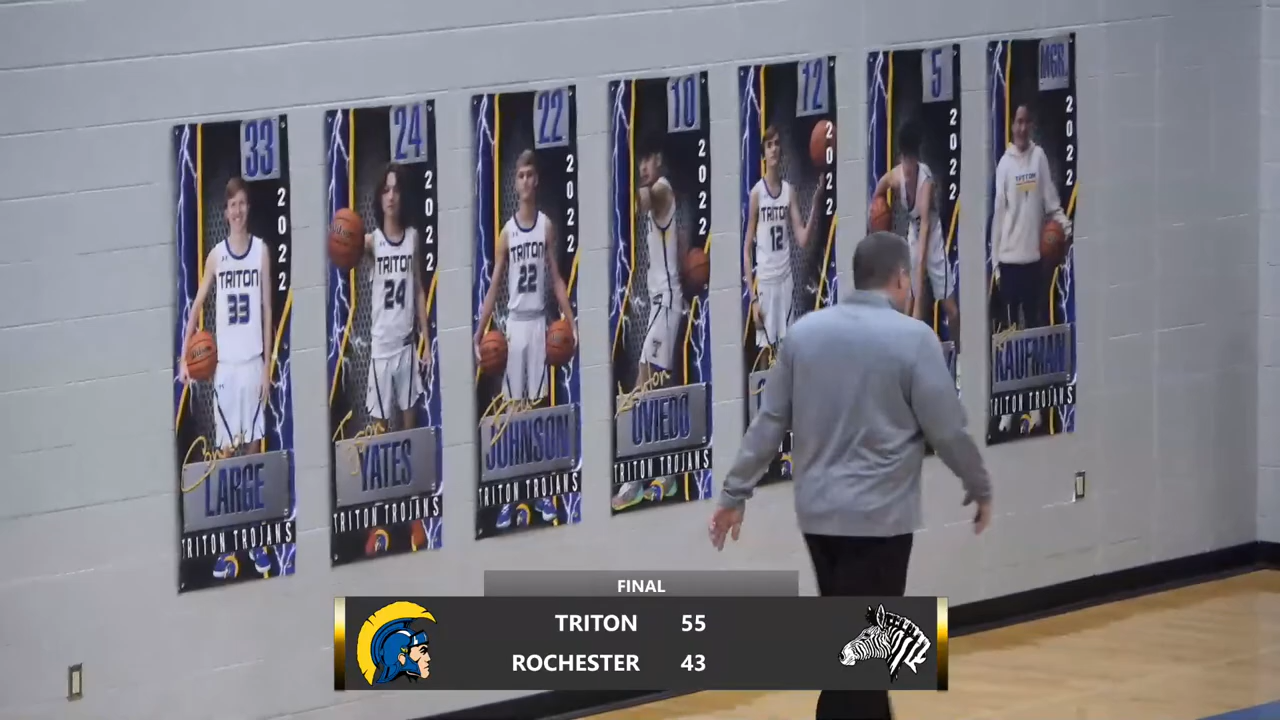 33
2022
TRITON
33
LARGE
TRITON TROJANS
24
2022
TRITON
24
YATES
TRITON TROJANS
22
2022
TRITON
22
JOHNSON
TRITON TROJANS
10
2022
OVIEDO
TRITON TROJANS
12
2022
TRITON
12
5
2022
MGR.
2022
TRITON
KAUFMAN
TRITON TROJANS
FINAL
TRITON 55
ROCHESTER 43